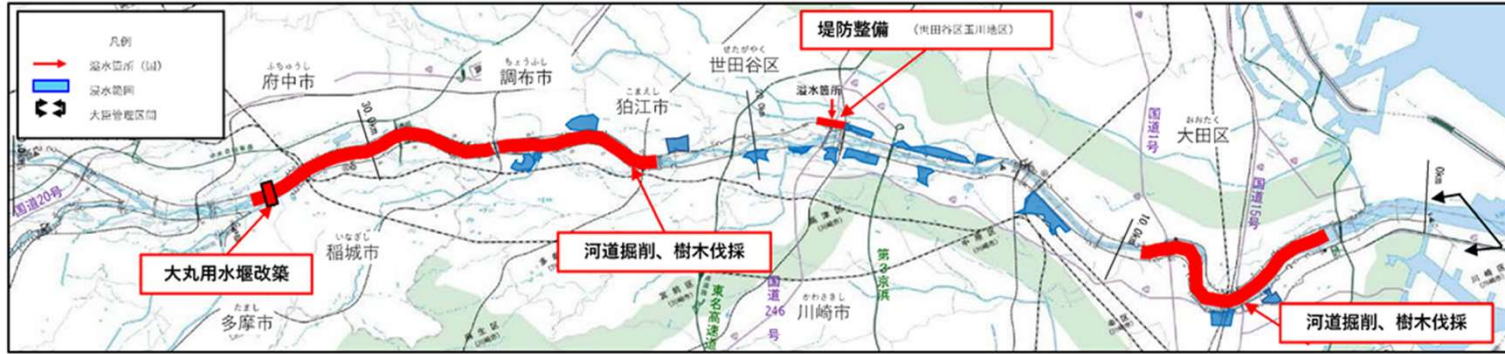 凡例
溢水箇所（国）
浸水範囲
大臣管理区間
ふちゅうし
府中市
ちょうふし
調布市
こまえし
狛江市
せたがやく
世田谷区
堤防整備 （世田谷区玉川地区）
溢水箇所
おおたく
大田区
国道1号
国道15号
国道20号
30.0km
10.0km
0km
いなぎし
稲城市
たまし
多摩市
大丸用水堰改築
河道掘削、樹木伐採
東名高速道
国道246号
かわさきし
川崎市
第3京浜
河道掘削、樹木伐採